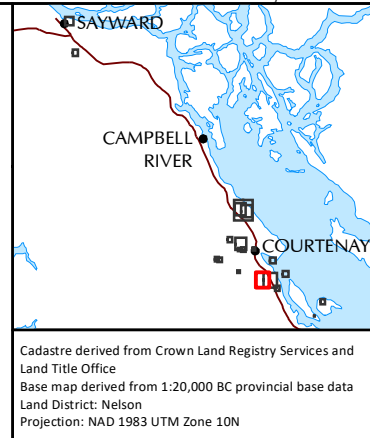 SAYWARD
CAMPBELL
RIVER
COURTENAY
Cadastre derived from Crown Land Registry Services and
Land Title Office
Base map derived from 1:20,000 BC provincial base data
Land District: Nelson
Projection: NAD 1983 UTM Zone 10N